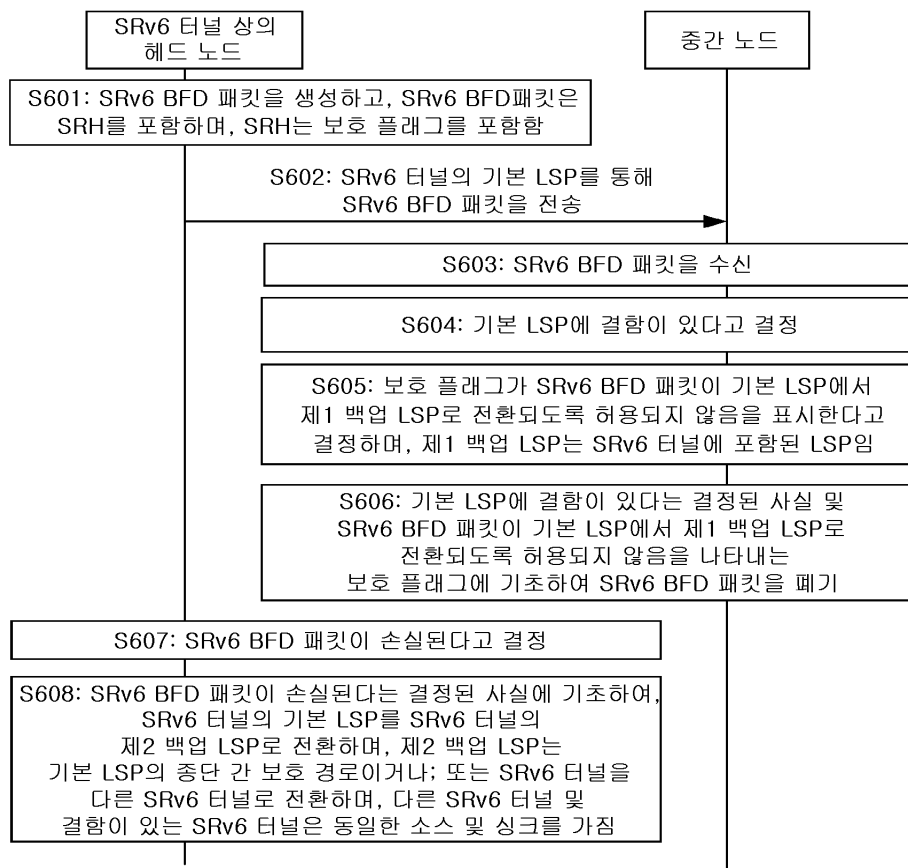 SRv6 터널 상의
헤드 노드
중간 노드
S601: SRv6 BFD 패킷을 생성하고, SRv6 BFD패킷은
SRH를 포함하며, SRH는 보호 플래그를 포함함
S602: SRv6 터널의 기본 LSP를 통해
SRv6 BFD 패킷을 전송
S603: SRv6 BFD 패킷을 수신
S604: 기본 LSP에 결함이 있다고 결정
S605: 보호 플래그가 SRv6 BFD 패킷이 기본 LSP에서
제1 백업 LSP로 전환되도록 허용되지 않음을 표시한다고
결정하며, 제1 백업 LSP는 SRv6 터널에 포함된 LSP임
S606: 기본 LSP에 결함이 있다는 결정된 사실 및
SRv6 BFD 패킷이 기본 LSP에서 제1 백업 LSP로
전환되도록 허용되지 않음을 나타내는
보호 플래그에 기초하여 SRv6 BFD 패킷을 폐기
S607: SRv6 BFD 패킷이 손실된다고 결정
S608: SRv6 BFD 패킷이 손실된다는 결정된 사실에 기초하여,
SRv6 터널의 기본 LSP를 SRv6 터널의
제2 백업 LSP로 전환하며, 제2 백업 LSP는
기본 LSP의 종단 간 보호 경로이거나; 또는 SRv6 터널을
다른 SRv6 터널로 전환하며, 다른 SRv6 터널 및
결함이 있는 SRv6 터널은 동일한 소스 및 싱크를 가짐